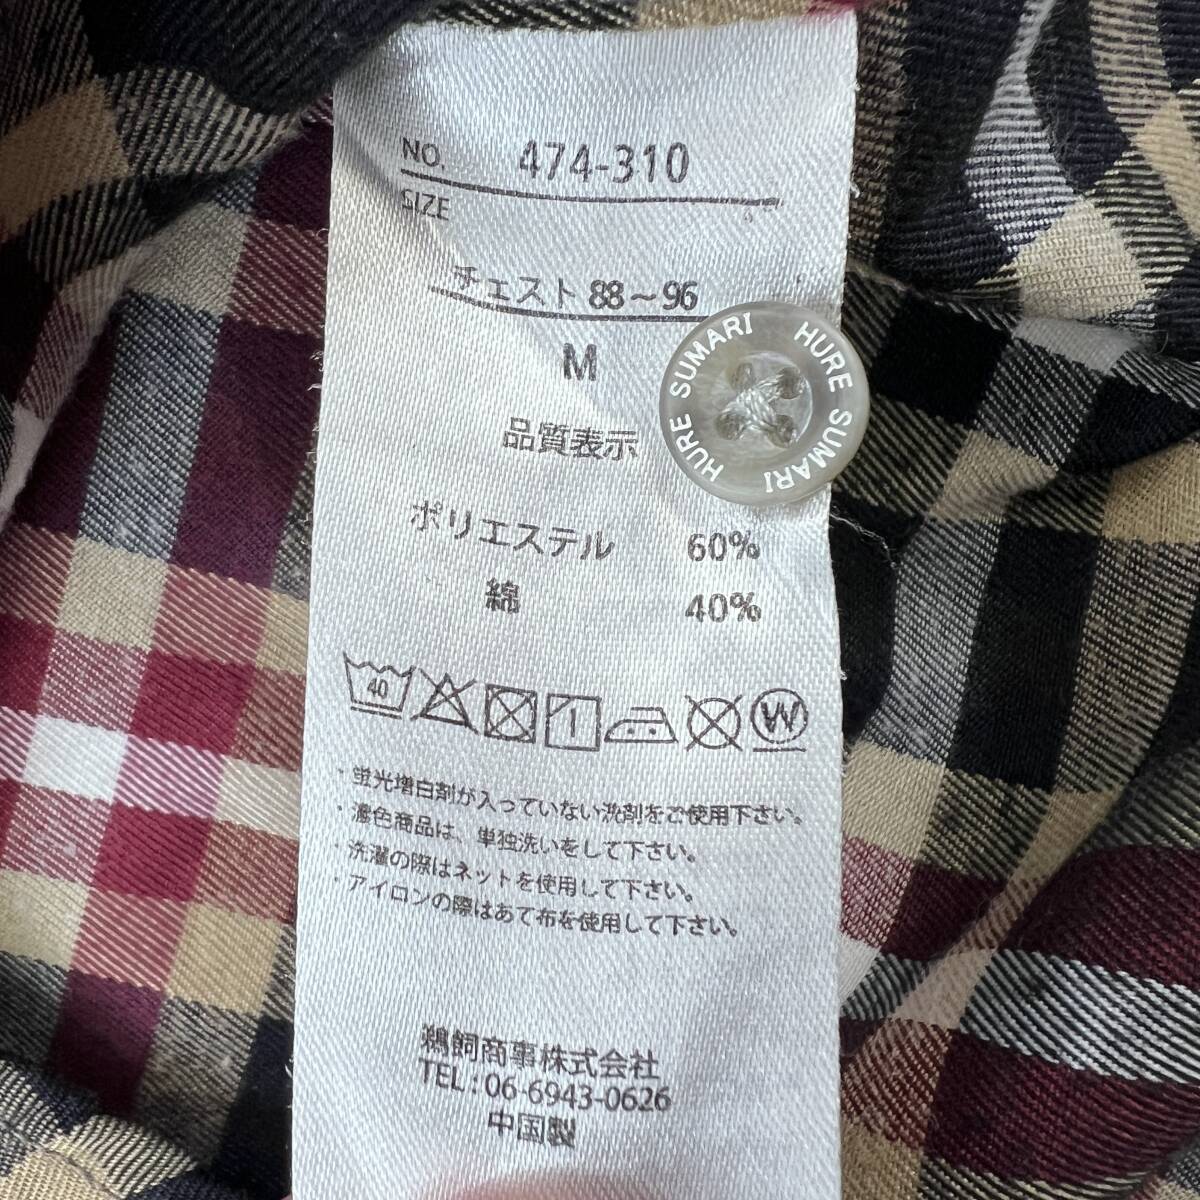 NO. 474-310
SIZE
チェスト 88～96
M
HURE SUMARI HURE SUMARI
品質表示
ポリエステル 60%
綿 40%
40
W
・蛍光増白剤が入っていない洗剤をご使用下さい。
・濃色商品は、単独洗いをして下さい。
・洗濯の際はネットを使用して下さい。
・アイロンの際はあて布を使用して下さい。
鵜飼商事株式会社
TEL:06-6943-0626
中国製